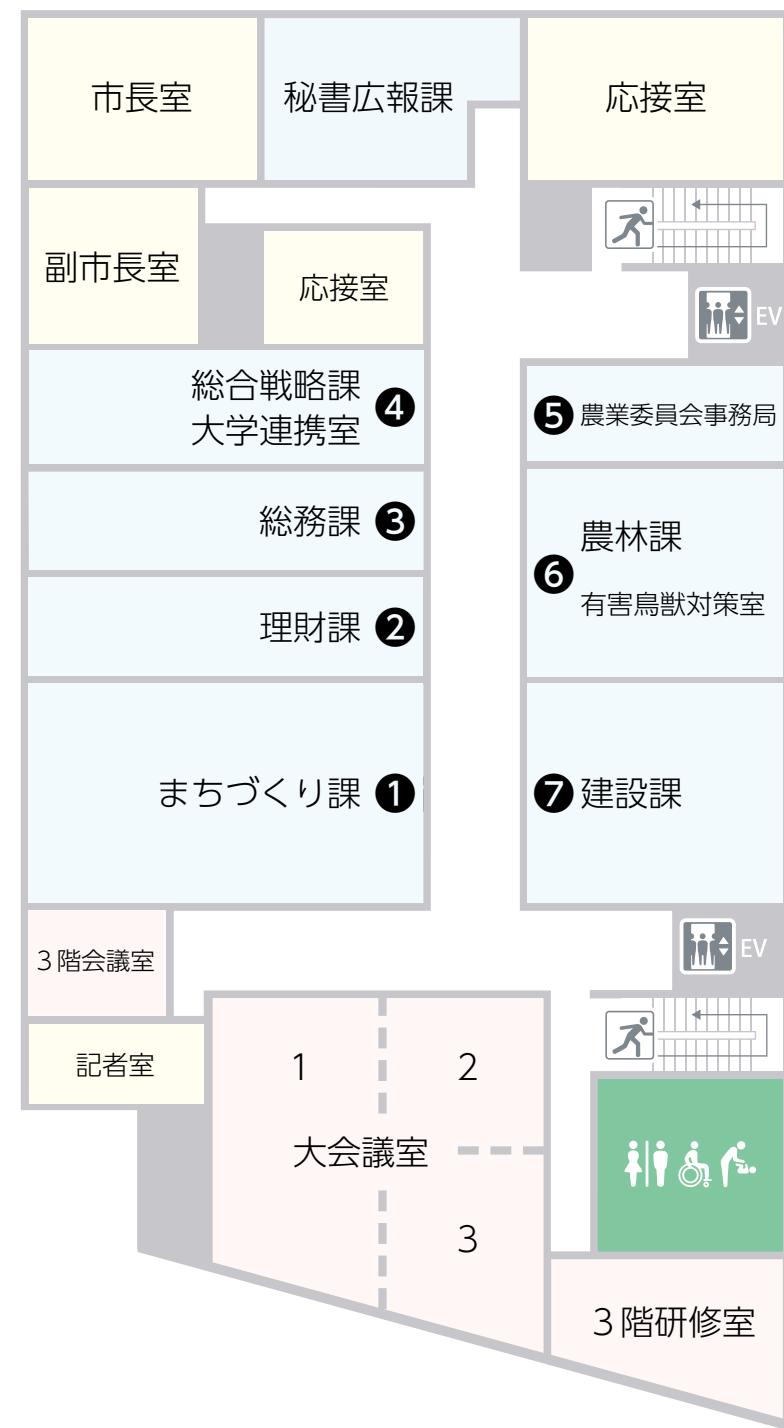 市長室
秘書広報課
応接室
副市長室
応接室
EV
総合戦略課
大学連携室
❹
❺
農業委員会事務局
総務課
❸
農林課
❻
有害鳥獣対策室
理財課
❷
まちづくり課
❶
❼
建設課
3階会議室
EV
記者室
1
2
大会議室
3
3階研修室